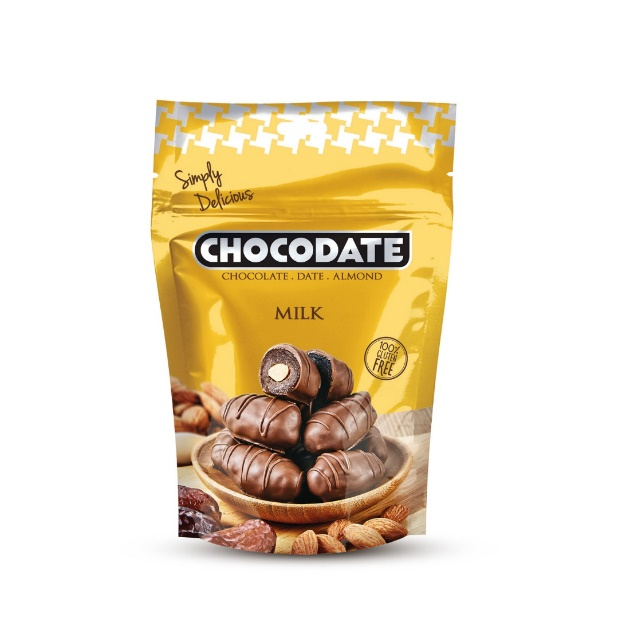 Simply
Delicious
CHOCODATE
CHOCOLATE . DATE . ALMOND
MILK
100%
GLUTEN
FREE